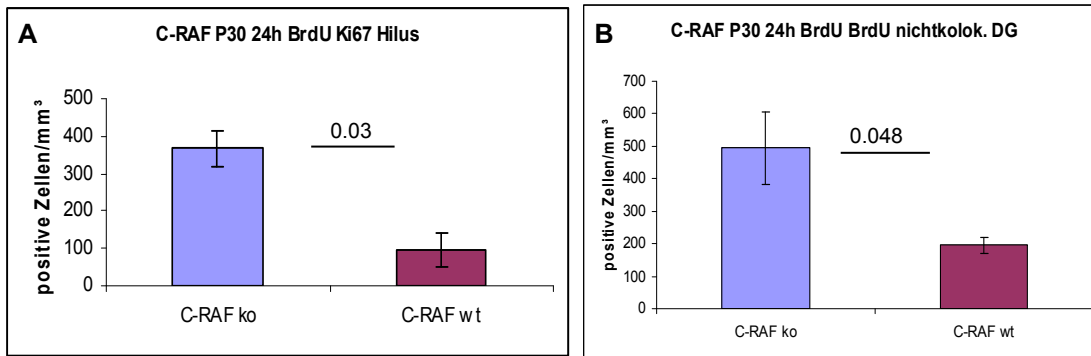 A
C-RAF P30 24h BrdU Ki67 Hilus
positive Zellen/mm³
500
400
300
200
100
0
0.03
C-RAF ko
C-RAF wt
B
C-RAF P30 24h BrdU BrdU nichtkolok. DG
positive Zellen/mm³
700
600
500
400
300
200
100
0
0.048
C-RAF ko
C-RAF wt